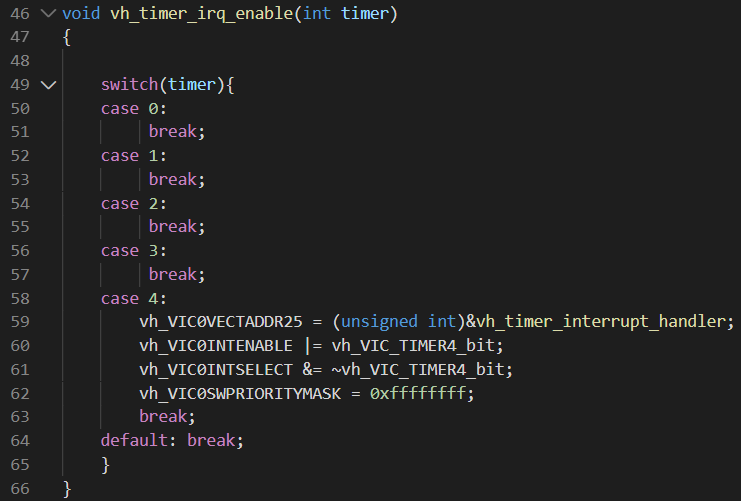 46 void vh_timer_irq_enable(int timer)
47 {
48
49 switch(timer){
50 case 0:
51 break;
52 case 1:
53 break;
54 case 2:
55 break;
56 case 3:
57 break;
58 case 4:
59 vh_VIC0VECTADDR25 = (unsigned int)&vh_timer_interrupt_handler;
60 vh_VIC0INTENABLE |= vh_VIC_TIMER4_bit;
61 vh_VIC0INTSELECT &= ~vh_VIC_TIMER4_bit;
62 vh_VIC0SWPRIORITYMASK = 0xffffffff;
63 break;
64 default: break;
65 }
66 }